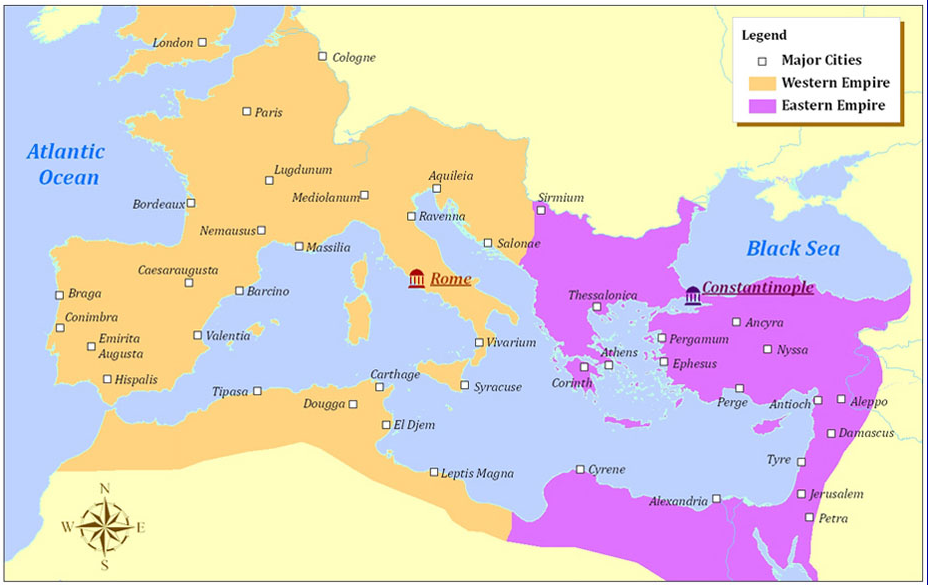 Legend
Major Cities
Western Empire
Eastern Empire
London
Cologne
Paris
Atlantic
Ocean
Lugdunum
Aquileia
Mediolanum
Bordeaux
Sirmium
Ravenna
Nemausus
Massilia
Salonae
Black Sea
Caesaraugusta
Rome
Constantinople
Braga
Barcino
Thessalonica
Conimbra
Ancyra
Emirita
Augusta
Valentia
Vivarium
Pergamum
Nyssa
Athens
Ephesus
Hispalis
Carthage
Corinth
Tipasa
Syracuse
Dougga
Perge
Antioch
Aleppo
El Djem
Damascus
Tyre
Leptis Magna
Cyrene
Alexandria
Jerusalem
Petra
N
W
E
S